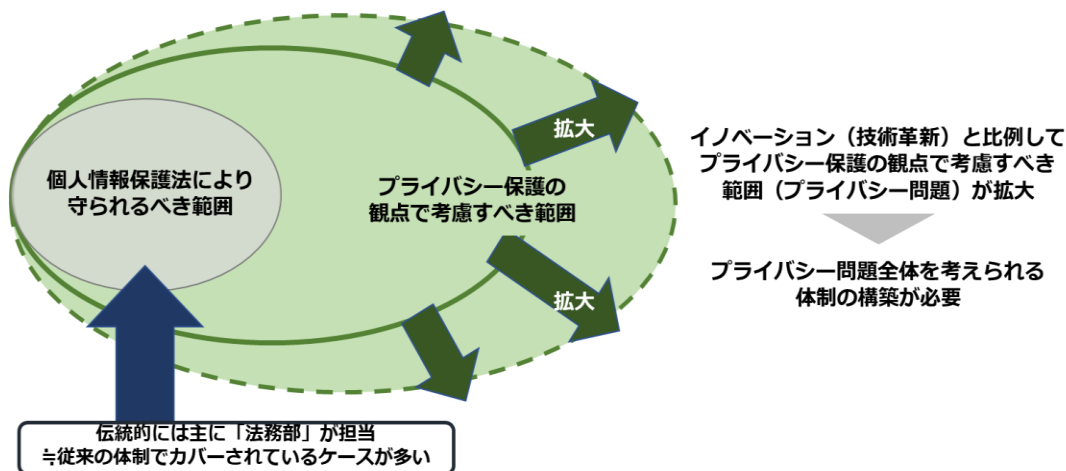 個人情報保護法により
守られるべき範囲
プライバシー保護の
観点で考慮すべき範囲
拡大
拡大
イノベーション（技術革新）と比例して
プライバシー保護の観点で考慮すべき
範囲（プライバシー問題）が拡大
プライバシー問題全体を考えられる
体制の構築が必要
伝統的には主に「法務部」が担当
≒従来の体制でカバーされているケースが多い